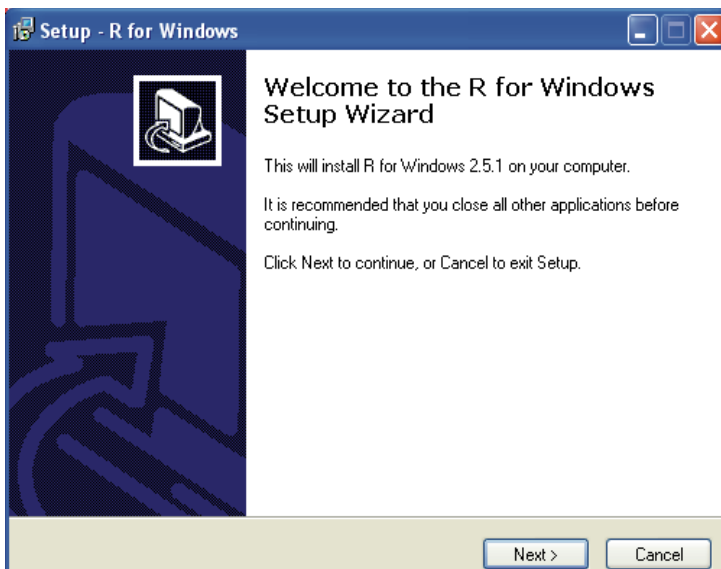 Setup - R for Windows
Welcome to the R for Windows
Setup Wizard
This will install R for Windows 2.5.1 on your computer.
It is recommended that you close all other applications before
continuing.
Click Next to continue, or Cancel to exit Setup.
Next >
Cancel